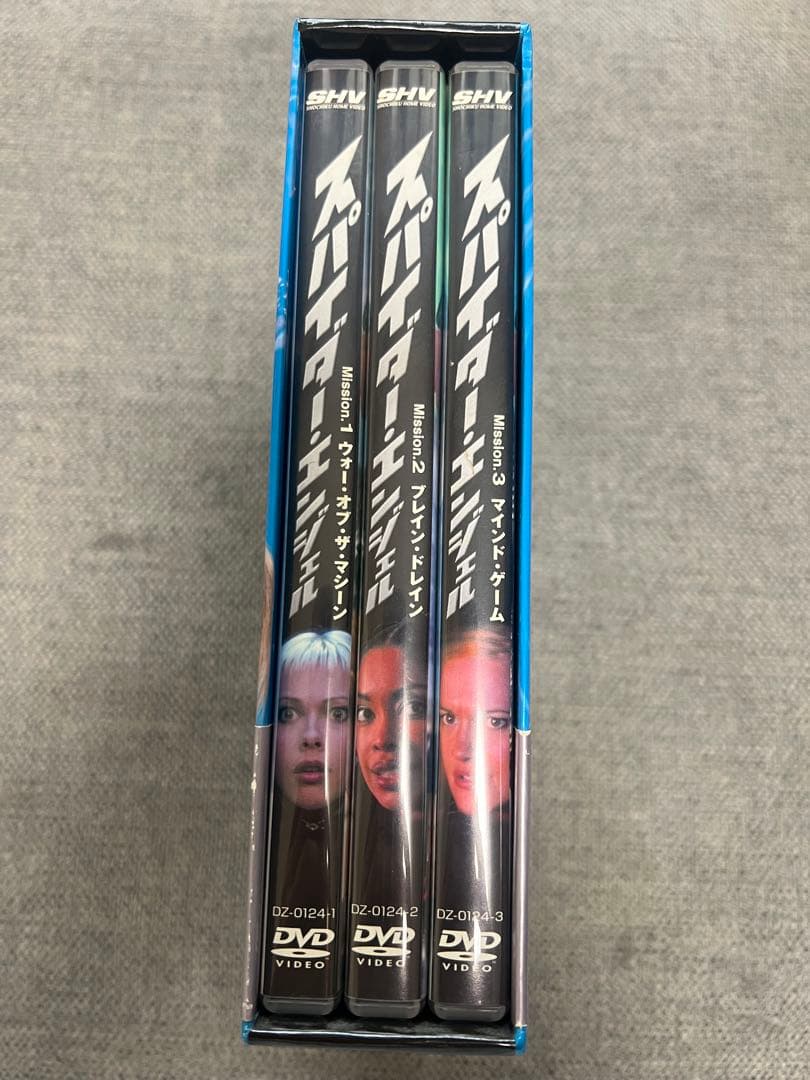 SHV
SHOCHIKU HOME VIDEO
スパイダー・エンジェル
Mission.1 ウォー・オブ・ザ・マシーン
DZ-0124-1
DVD
VIDEO
SHV
SHOCHIKU HOME VIDEO
スパイダー・エンジェル
Mission.2 ブレイン・ドレイン
DZ-0124-2
DVD
VIDEO
SHV
SHOCHIKU HOME VIDEO
スパイダー・エンジェル
Mission.3 マインド・ゲーム
DZ-0124-3
DVD
VIDEO